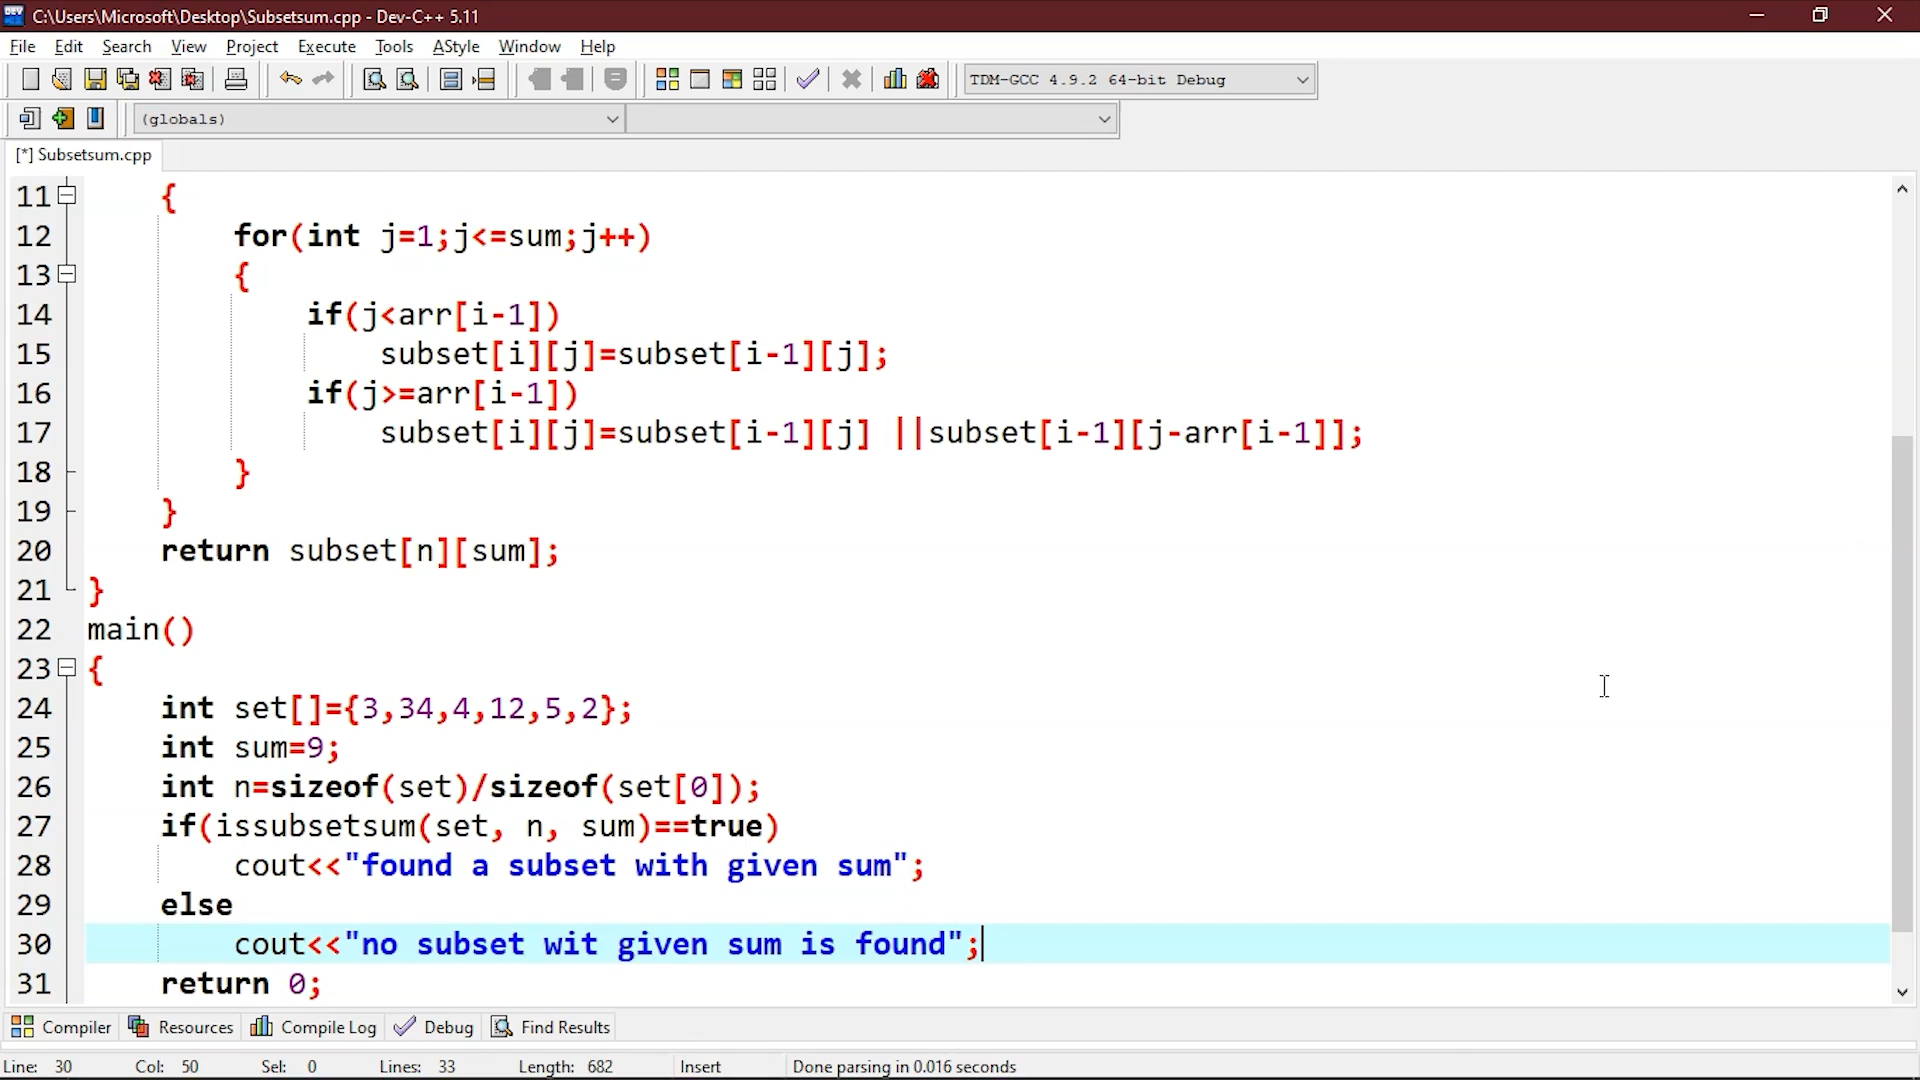 C:\Users\Microsoft\Desktop\Subsetsum.cpp - Dev-C++ 5.11
File Edit Search View Project Execute Tools AStyle Window Help
TDM-GCC 4.9.2 64-bit Debug
(globals)
[*] Subsetsum.cpp
11 {
12 for(int j=1;j<=sum;j++)
13 {
14 if(j<arr[i-1])
15 subset[i][j]=subset[i-1][j];
16 if(j>=arr[i-1])
17 subset[i][j]=subset[i-1][j] ||subset[i-1][j-arr[i-1]];
18 }
19 }
20 return subset[n][sum];
21 }
22 main()
23 {
24 int set[]={3,34,4,12,5,2};
25 int sum=9;
26 int n=sizeof(set)/sizeof(set[0]);
27 if(issubsetsum(set, n, sum)==true)
28 cout<<"found a subset with given sum";
29 else
30 cout<<"no subset wit given sum is found";
31 return 0;
Compiler Resources Compile Log Debug Find Results
Line: 30 Col: 50 Sel: 0 Lines: 33 Length: 682 Insert Done parsing in 0.016 seconds